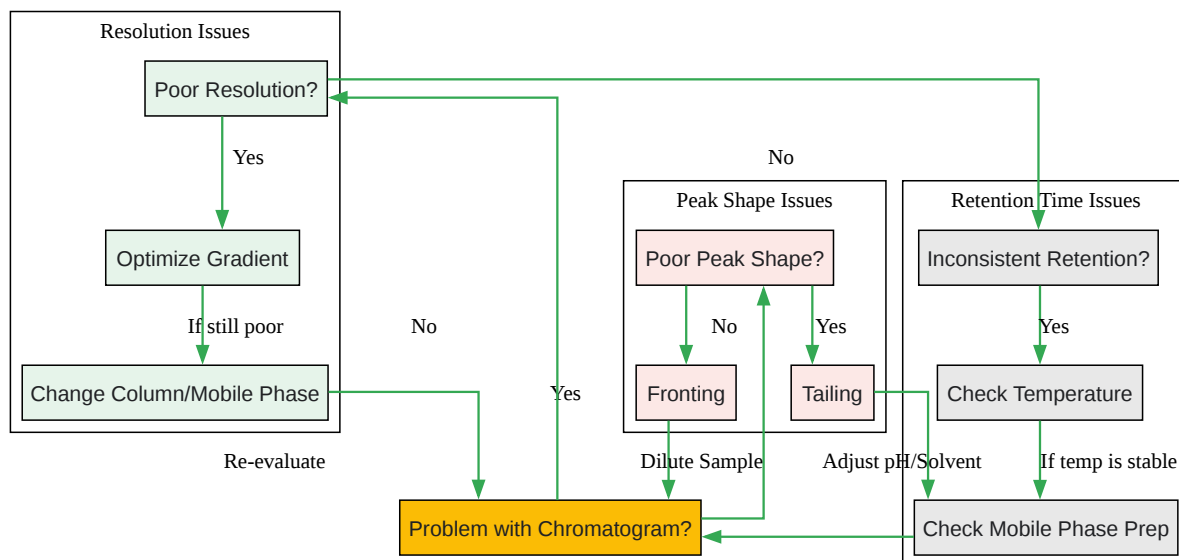 Resolution Issues
Poor Resolution?
Yes
No
Peak Shape Issues
Retention Time Issues
Optimize Gradient
Poor Peak Shape?
Inconsistent Retention?
If still poor
No
No
Yes
Yes
Change Column/Mobile Phase
Yes
Fronting
Tailing
Check Temperature
Re-evaluate
Dilute Sample
Adjust pH/Solvent
If temp is stable
Problem with Chromatogram?
Check Mobile Phase Prep